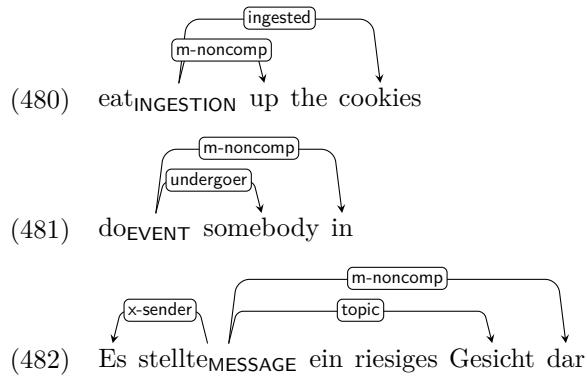 ingested
m-noncomp
(480) eatINGESTION up the cookies
m-noncomp
undergoer
(481) doEVENT somebody in
m-noncomp
x-sender topic
(482) Es stellteMESSAGE ein riesiges Gesicht dar